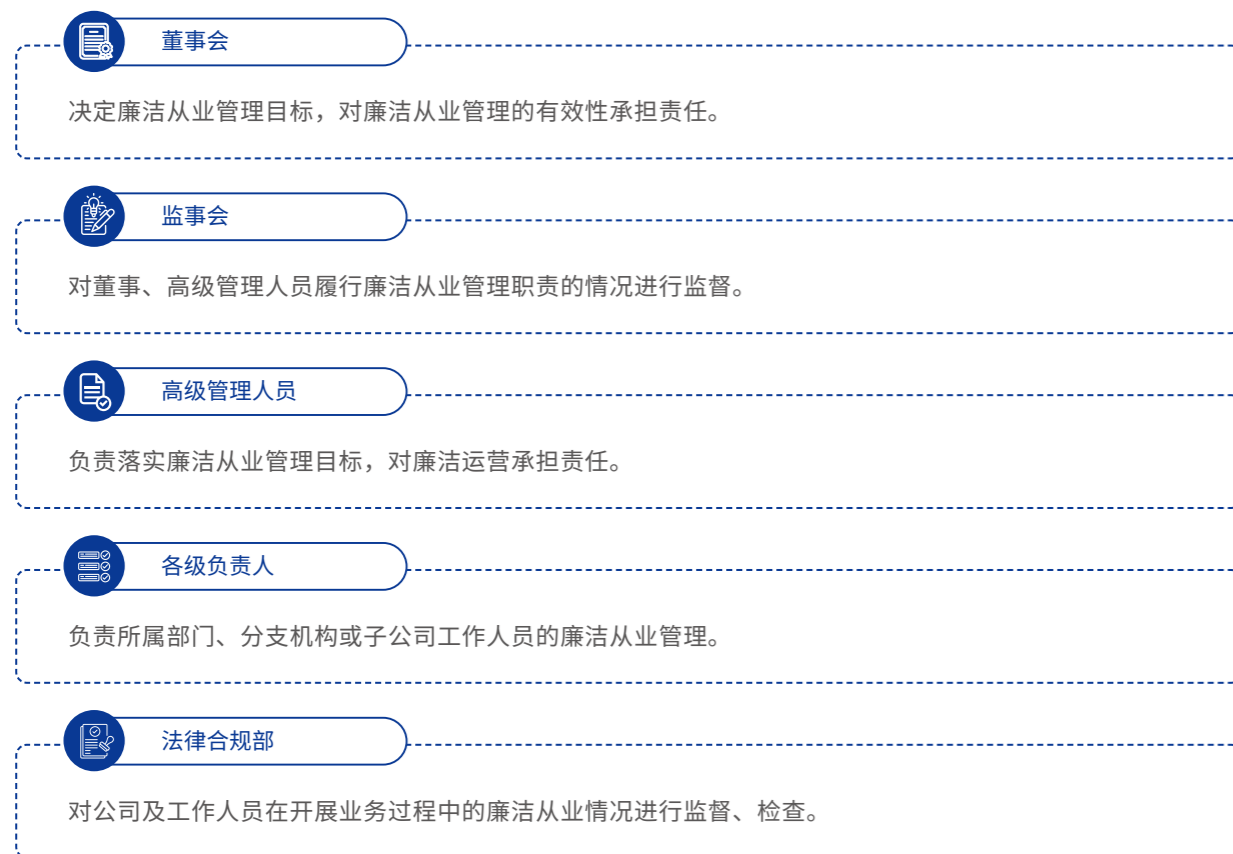 董事会
决定廉洁从业管理目标，对廉洁从业管理的有效性承担责任。
监事会
对董事、高级管理人员履行廉洁从业管理职责的情况进行监督。
高级管理人员
负责落实廉洁从业管理目标，对廉洁运营承担责任。
各级负责人
负责所属部门、分支机构或子公司工作人员的廉洁从业管理。
法律合规部
对公司及工作人员在开展业务过程中的廉洁从业情况进行监督、检查。